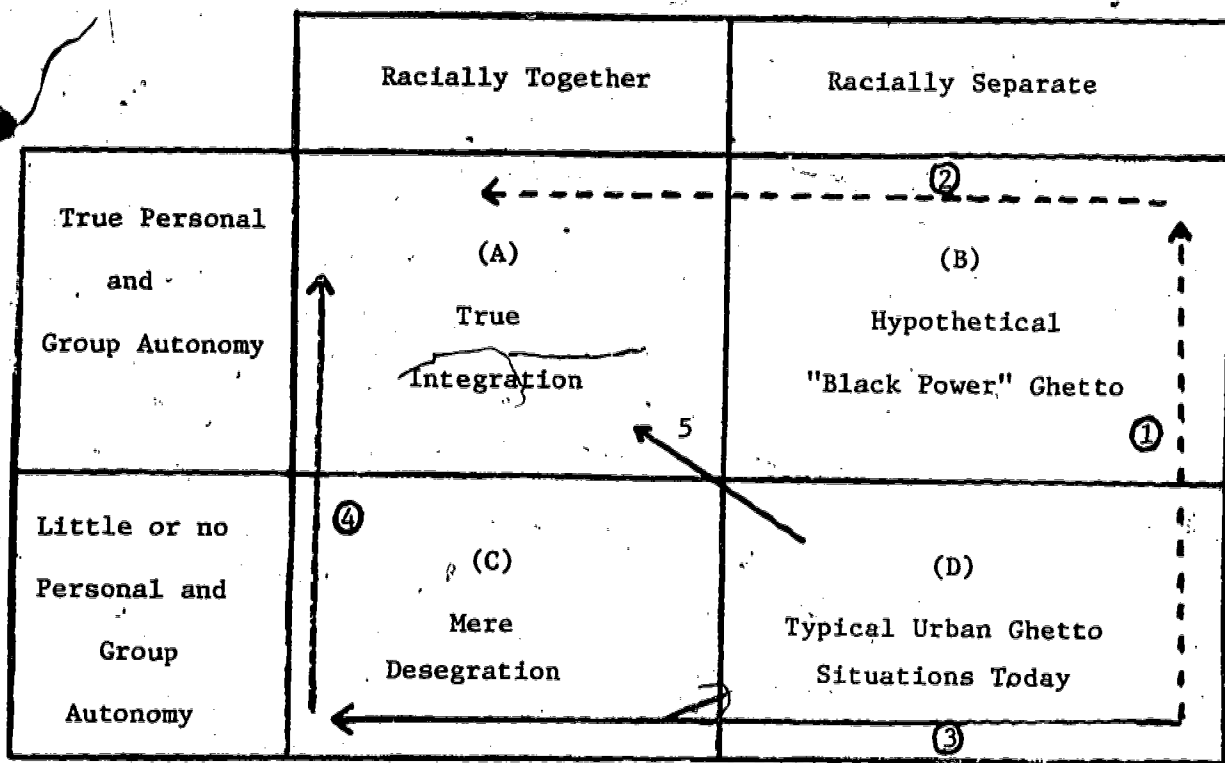 Racially Together
Racially Separate
True Personal
and
Group Autonomy
②
(A)
True
Integration
5
(B)
Hypothetical
"Black Power" Ghetto
①
Little or no
Personal and
Group
Autonomy
④
(C)
Mere
Desegration
(D)
Typical Urban Ghetto
Situations Today
③